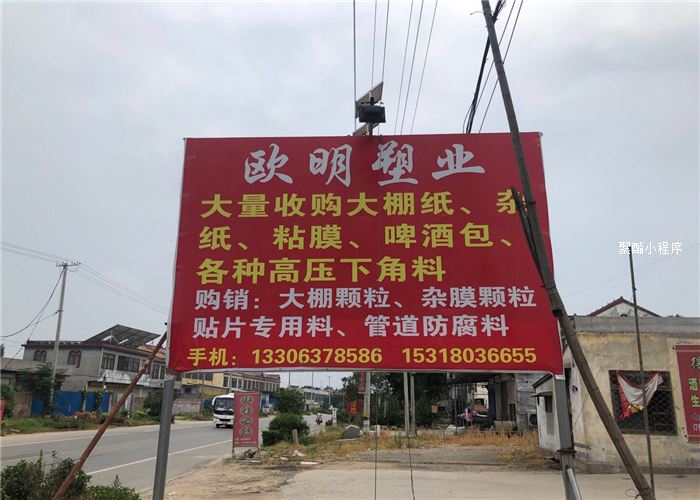 欧明塑业
大量收购大棚纸、杂
纸、粘膜、啤酒包、
各种高压下角料
购销：大棚颗粒、杂膜颗粒
贴片专用料、管道防腐料
手机：13306378586 15318036655
聚酯小程序
酒
生